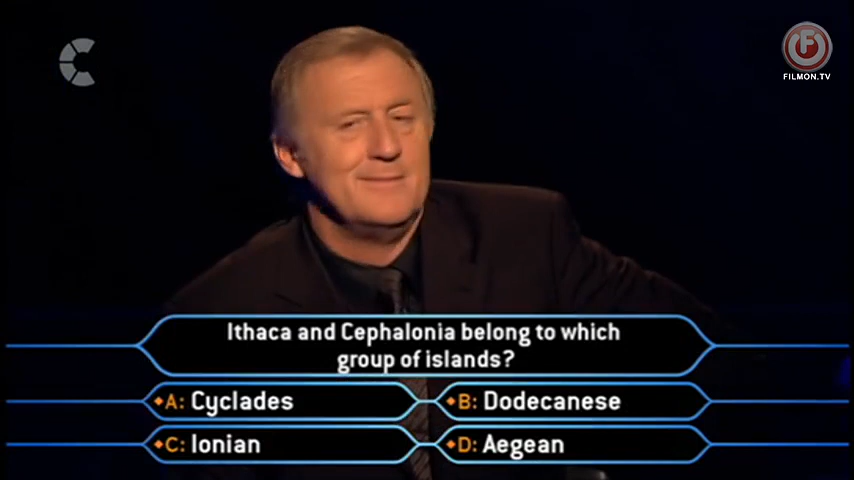 FILMON.TV
Ithaca and Cephalonia belong to which
group of islands?
A: Cyclades
B: Dodecanese
C: Ionian
D: Aegean